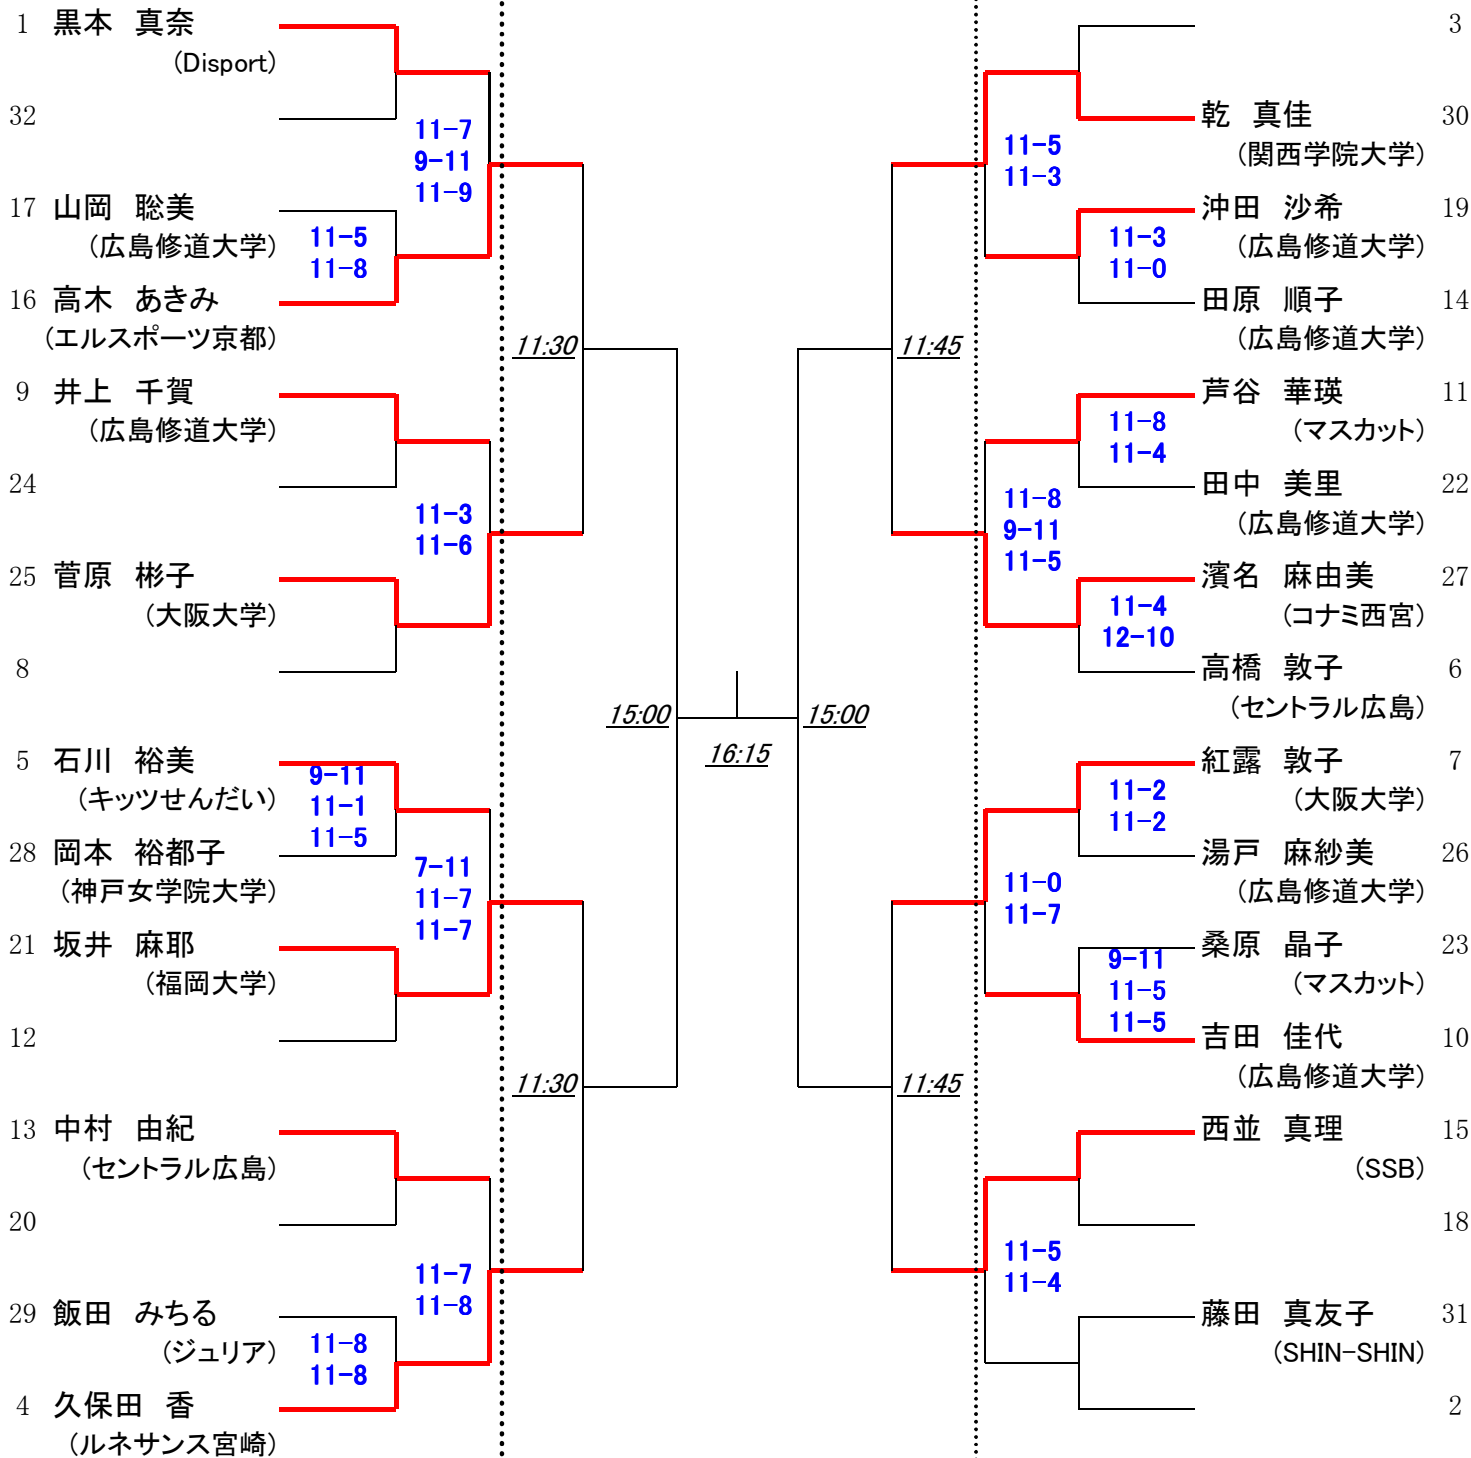 1 黒本 真奈
(Disport)
32
11-7
9-11
11-9
17 山岡 聡美
(広島修道大学)
11-5
11-8
16 高木 あきみ
(エルスポーツ京都)
11:30
9 井上 千賀
(広島修道大学)
24
11-3
11-6
25 菅原 彬子
(大阪大学)
8
15:00
5 石川 裕美
(キッツせんだい)
9-11
11-1
11-5
28 岡本 裕都子
(神戸女学院大学)
7-11
11-7
11-7
21 坂井 麻耶
(福岡大学)
12
11:30
13 中村 由紀
(セントラル広島)
20
11-7
11-8
29 飯田 みちる
(ジュリア)
11-8
11-8
4 久保田 香
(ルネサンス宮崎)
16:15
3
乾 真佳 30
(関西学院大学)
11-5
11-3
沖田 沙希 19
(広島修道大学)
11-3
11-0
田原 順子 14
(広島修道大学)
11:45
芦谷 華瑛 11
(マスカット)
11-8
11-4
田中 美里 22
(広島修道大学)
11-8
9-11
11-5
濱名 麻由美 27
(コナミ西宮)
11-4
12-10
高橋 敦子 6
(セントラル広島)
15:00
紅露 敦子 7
(大阪大学)
11-2
11-2
湯戸 麻紗美 26
(広島修道大学)
11-0
11-7
桑原 晶子 23
(マスカット)
9-11
11-5
11-5
吉田 佳代 10
(広島修道大学)
11:45
西並 真理 15
(SSB)
18
11-5
11-4
藤田 真友子 31
(SHIN-SHIN)
2